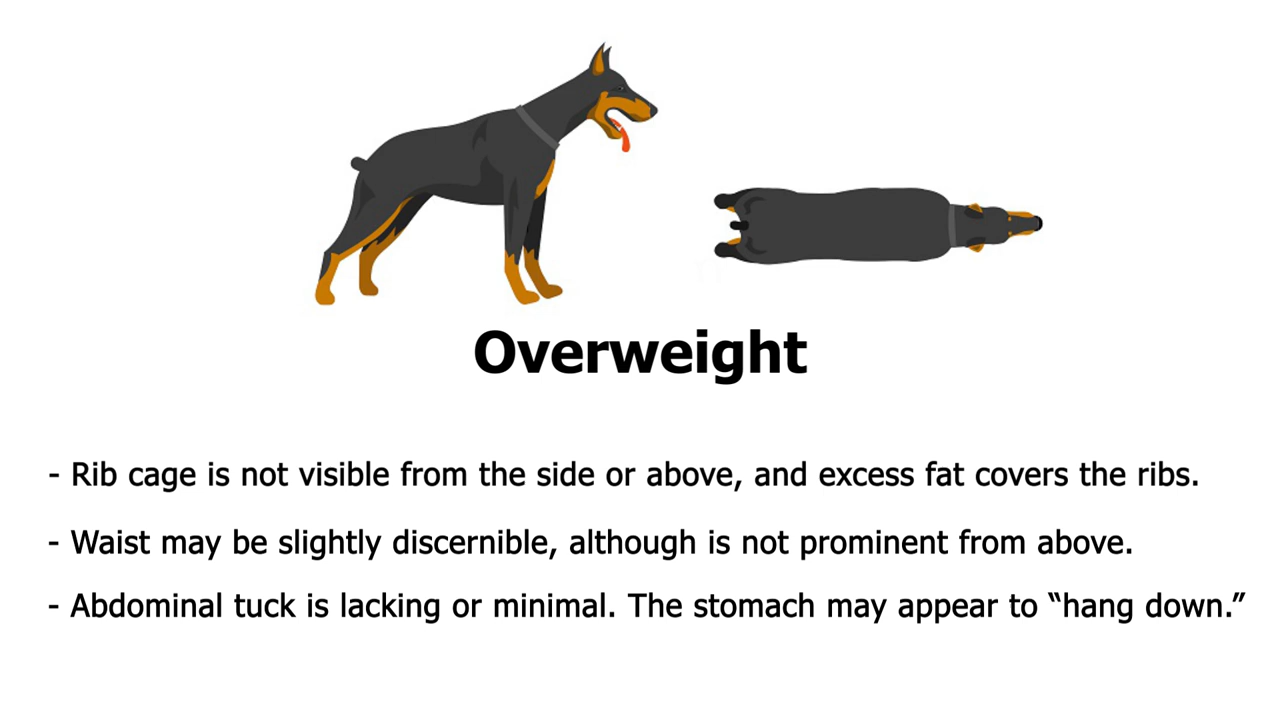 Overweight
- Rib cage is not visible from the side or above, and excess fat covers the ribs.
- Waist may be slightly discernible, although is not prominent from above.
- Abdominal tuck is lacking or minimal. The stomach may appear to “hang down.”